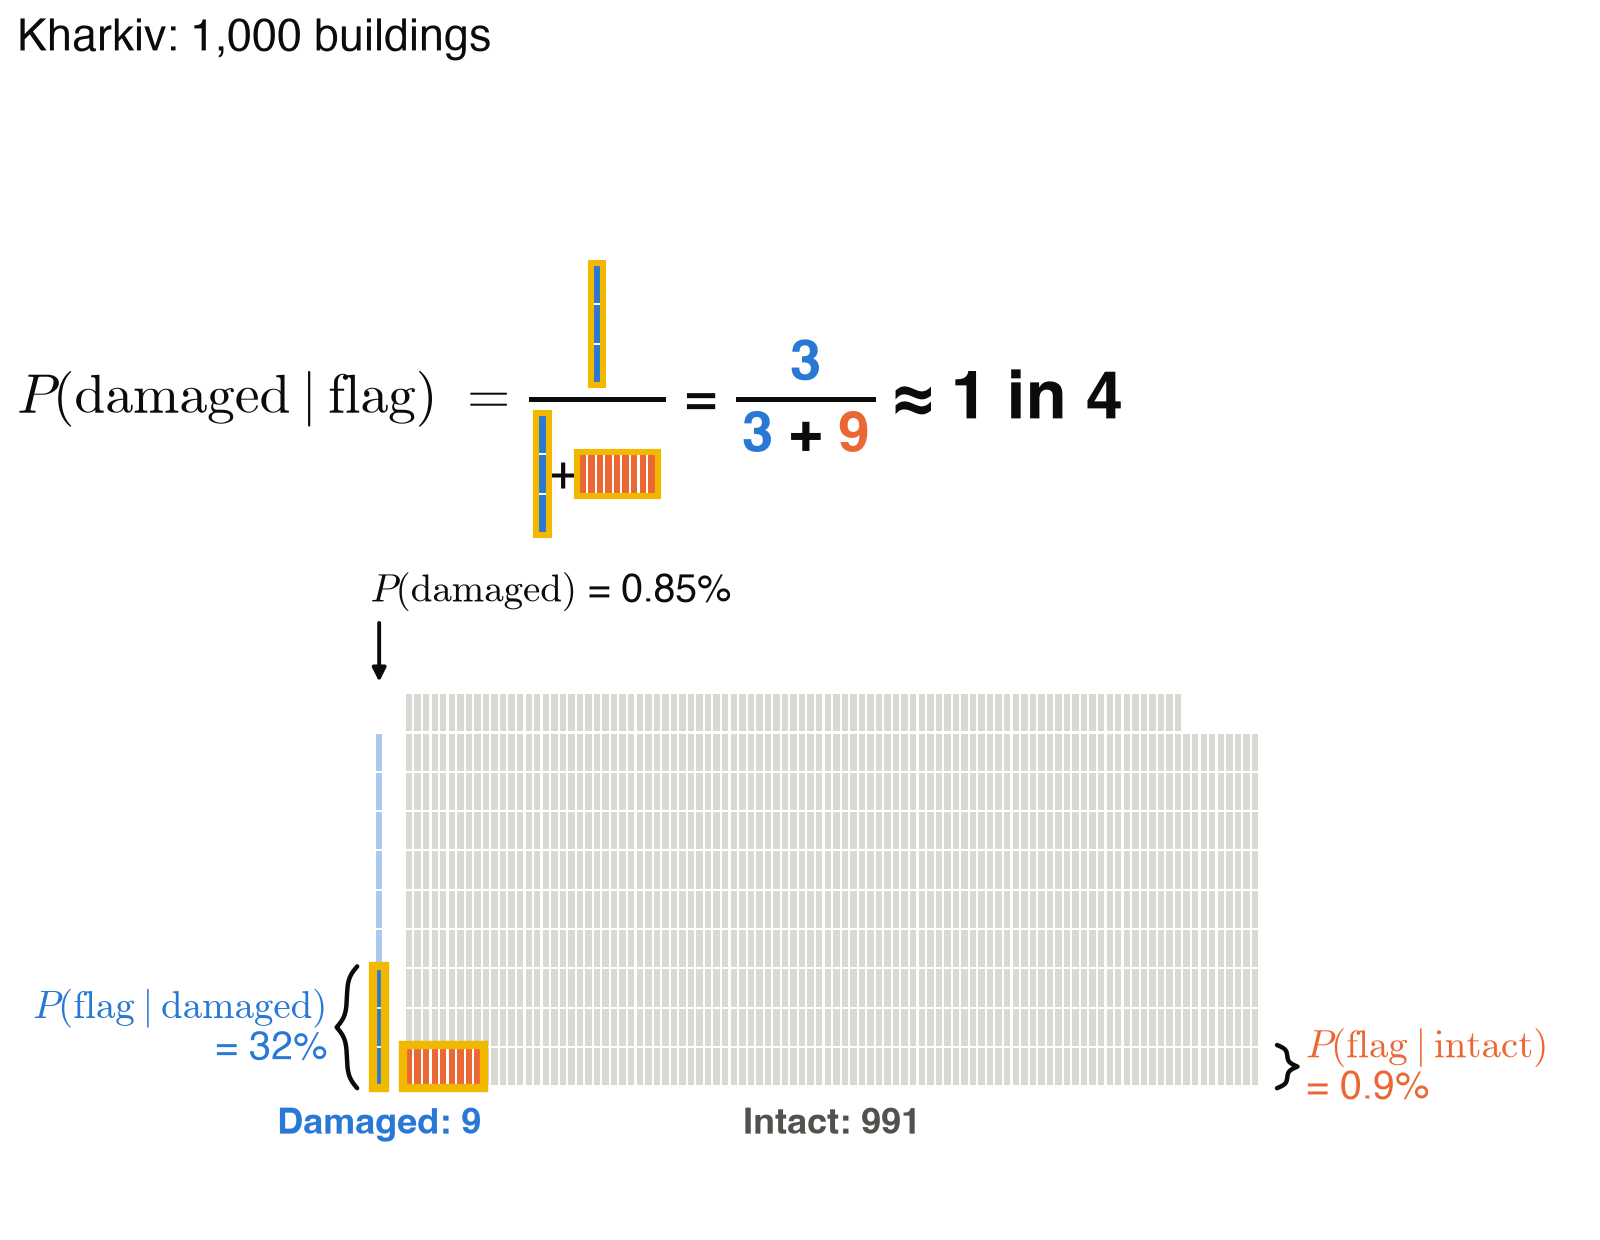 Kharkiv: 1,000 buildings
P(damaged | flag) = + = 3 / 3 + 9 ≈ 1 in 4
P(damaged) = 0.85%
P(flag | damaged)
= 32%
P(flag | intact)
= 0.9%
Damaged: 9
Intact: 991